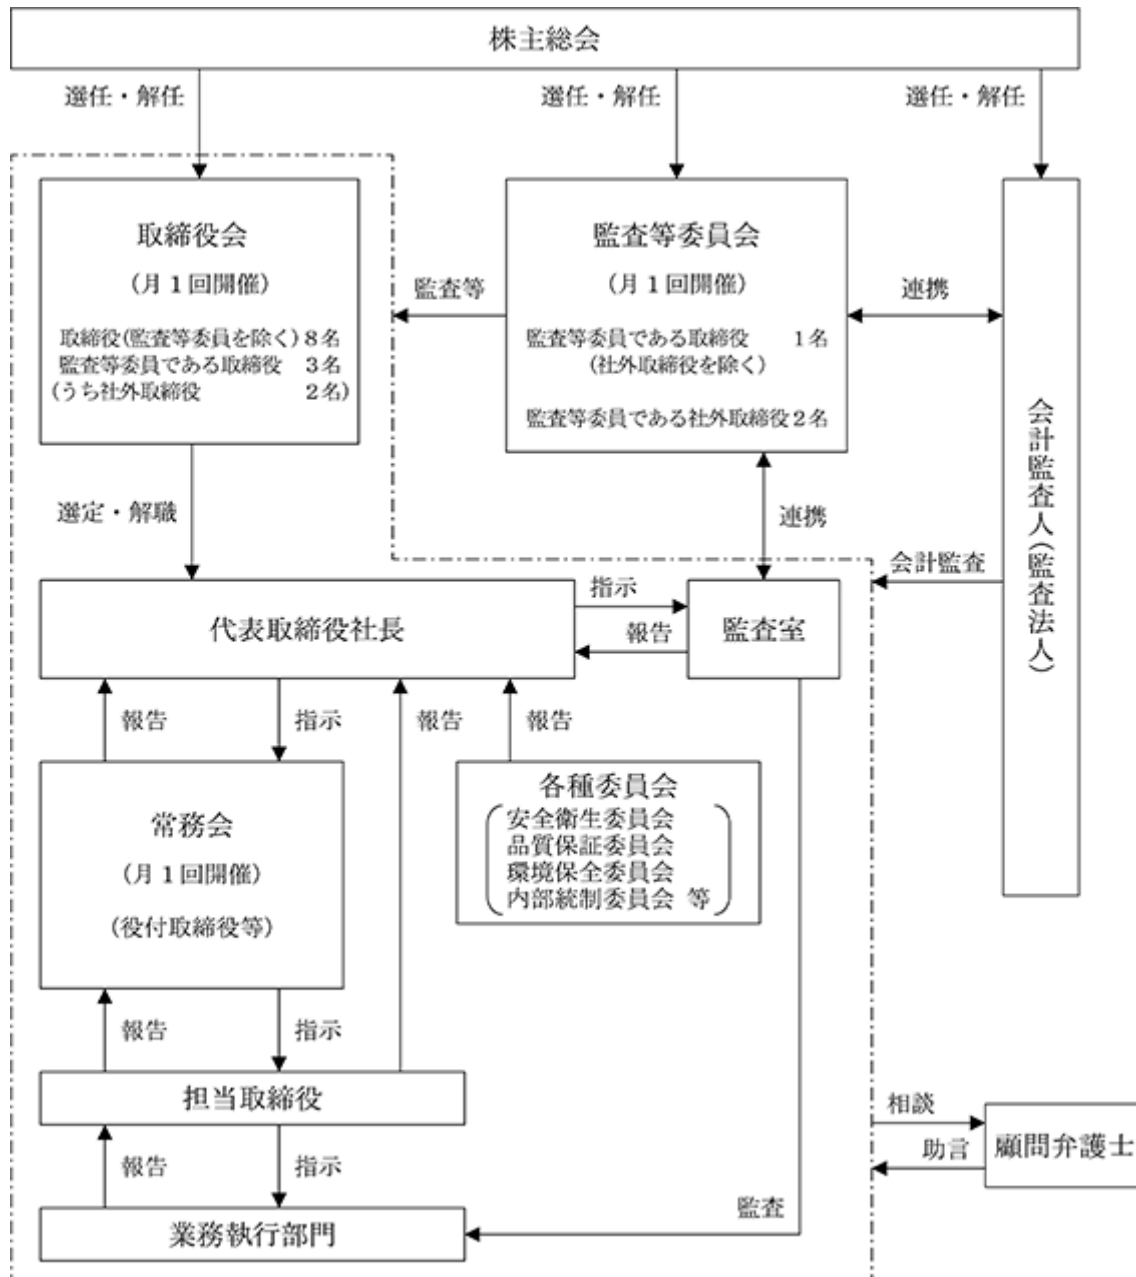 株主総会
選任・解任
選任・解任
選任・解任
取締役会
(月1回開催)
取締役(監査等委員を除く)8名
監査等委員である取締役 3名
(うち社外取締役 2名)
監査等
監査等委員会
(月1回開催)
監査等委員である取締役 1名
(社外取締役を除く)
監査等委員である社外取締役2名
連携
会計監査人(監査法人)
選定・解職
連携
会計監査
代表取締役社長
指示
報告
監査室
報告
指示
報告
報告
常務会
(月1回開催)
(役付取締役等)
各種委員会
安全衛生委員会
品質保証委員会
環境保全委員会
内部統制委員会 等
報告
指示
担当取締役
相談
助言
顧問弁護士
報告
指示
監査
業務執行部門